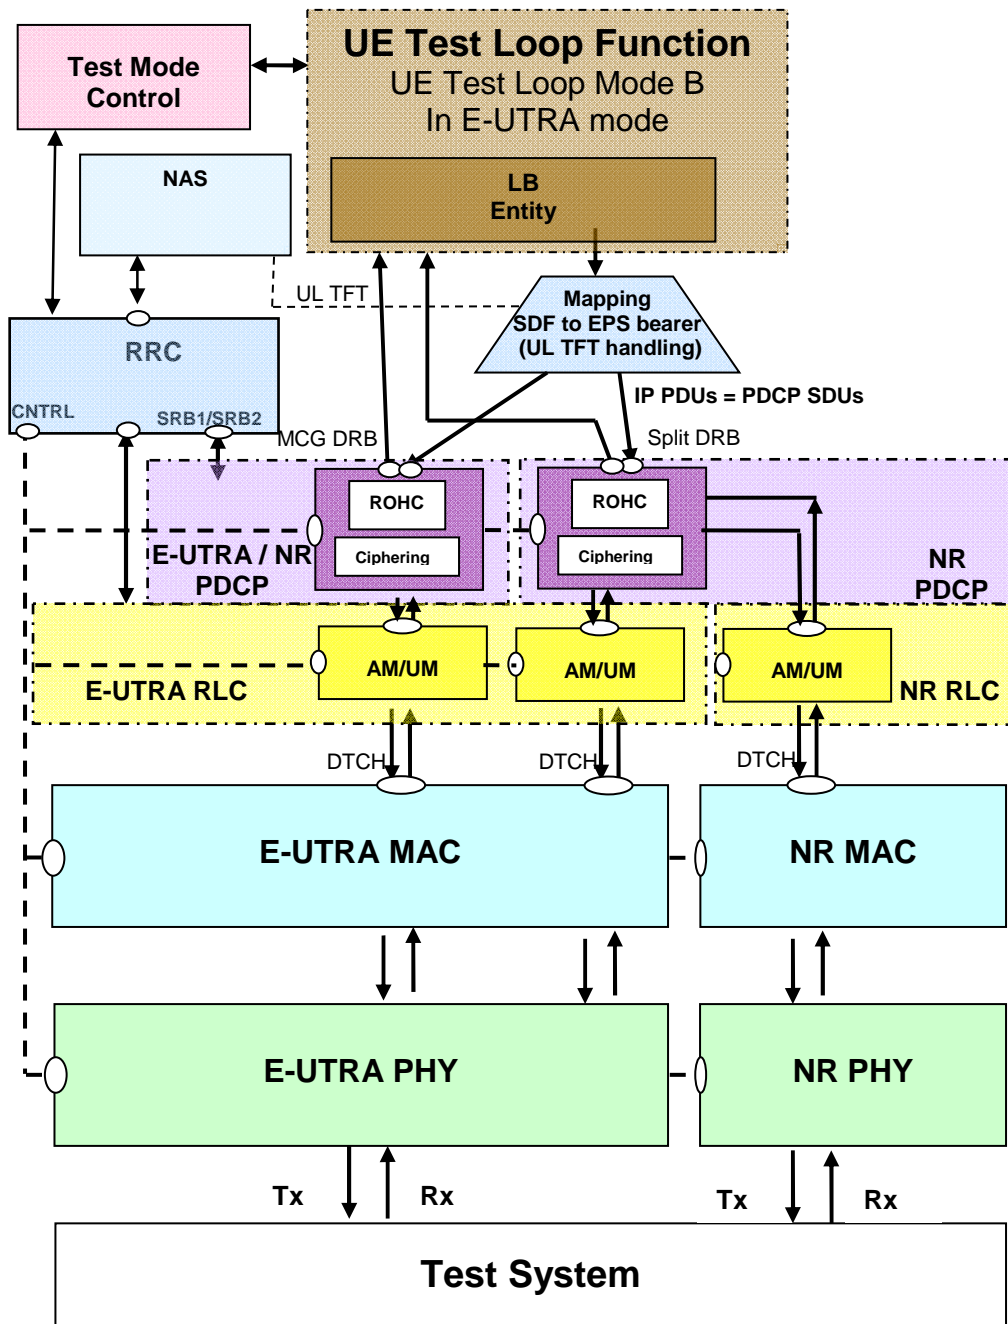 UE Test Loop Function
UE Test Loop Mode B
In E-UTRA mode
Test Mode
Control
NAS
LB
Entity
UL TFT
Mapping
SDF to EPS bearer
(UL TFT handling)
RRC
CNTRL
SRB1/SRB2
IP PDUs = PDCP SDUs
MCG DRB
Split DRB
ROHC
Ciphering
E-UTRA / NR
PDCP
ROHC
Ciphering
NR
PDCP
E-UTRA RLC
AM/UM
AM/UM
AM/UM
NR RLC
DTCH
DTCH
DTCH
E-UTRA MAC
NR MAC
E-UTRA PHY
NR PHY
Tx
Rx
Tx
Rx
Test System